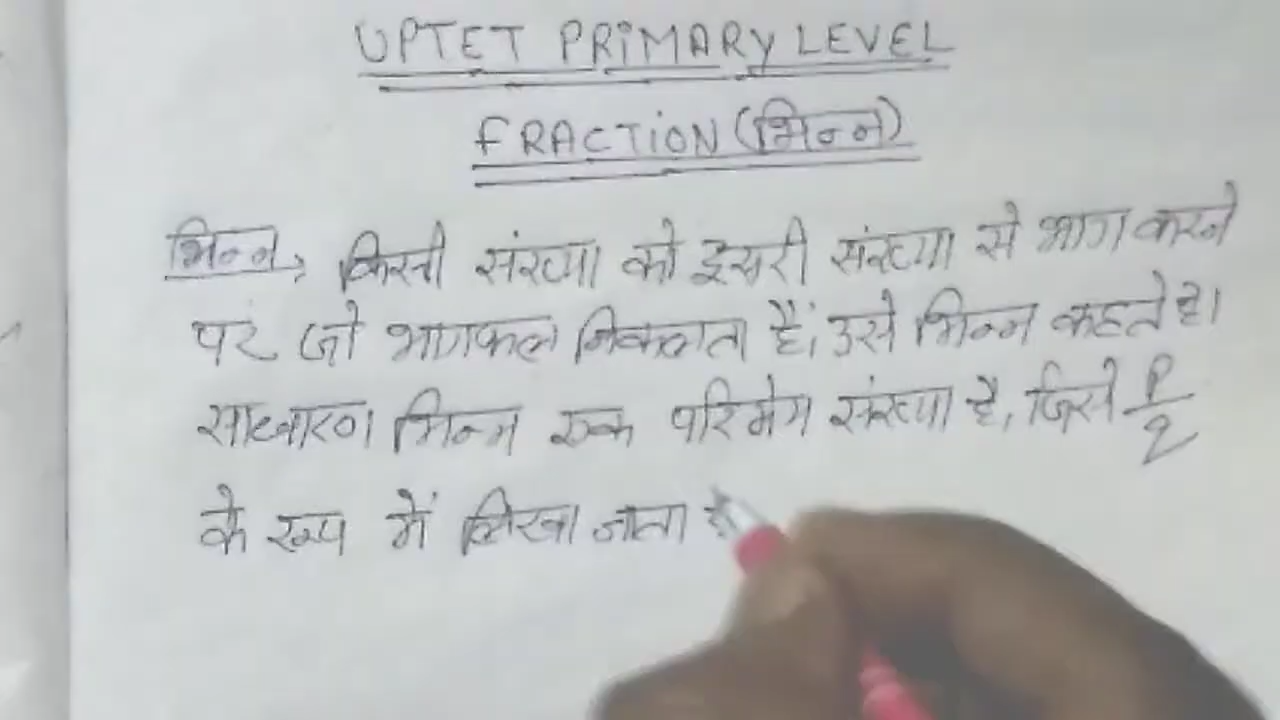 UPTET PRIMARY LEVEL
FRACTION (भिन्न)
भिन्न, किसी संख्या को दूसरी संख्या से भाग करने
पर जो भागफल निकलता है, उसे भिन्न कहते है।
साधारण भिन्न एक परिमेय संख्या है, जिसे P/q
के रूप में लिखा जाता है